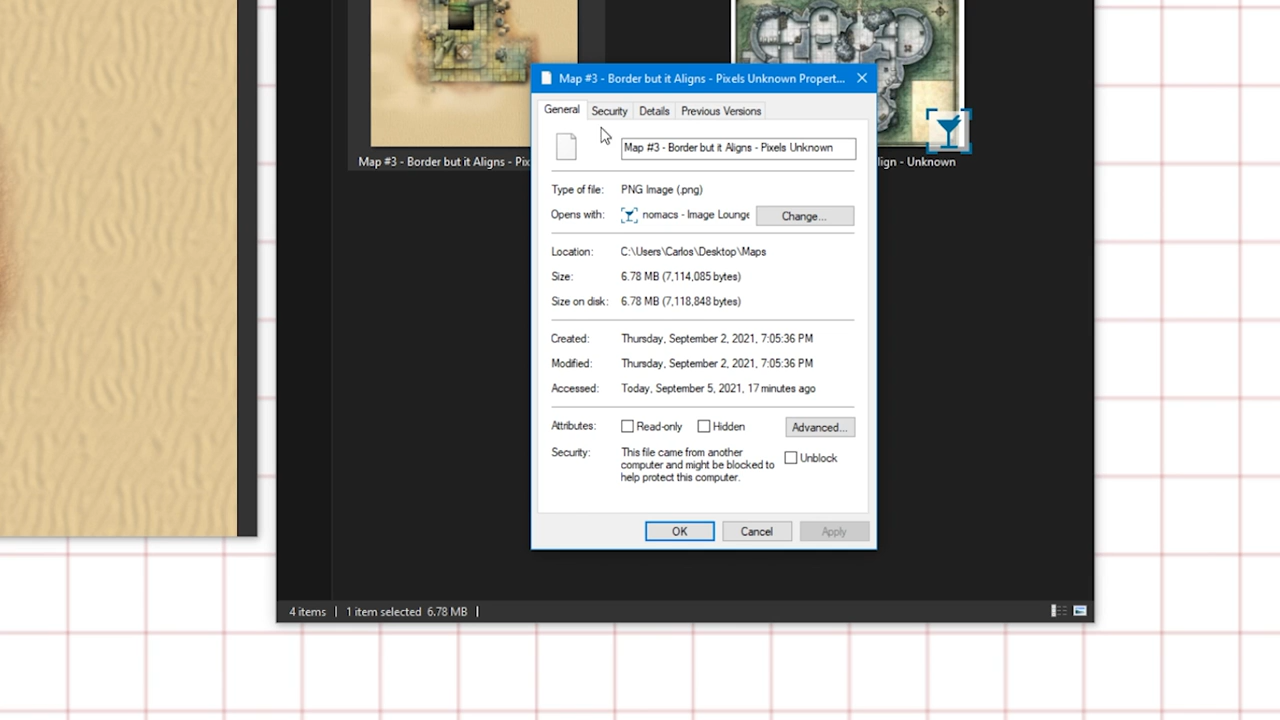 Map #3 - Border but it Aligns - Pixels Unknown Propert...
General Security Details Previous Versions
Map #3 - Border but it Aligns - Pixels Unknown
Map #3 - Border but it Aligns - Pix
lign - Unknown
Type of file: PNG Image (.png)
Opens with: nomacs - Image Lounge Change...
Location: C:\Users\Carlos\Desktop\Maps
Size: 6.78 MB (7,114,085 bytes)
Size on disk: 6.78 MB (7,118,848 bytes)
Created: Thursday, September 2, 2021, 7:05:36 PM
Modified: Thursday, September 2, 2021, 7:05:36 PM
Accessed: Today, September 5, 2021, 17 minutes ago
Attributes: Read-only Hidden Advanced...
Security: This file came from another
computer and might be blocked to
help protect this computer.
Unblock
OK Cancel Apply
4 items 1 item selected 6.78 MB